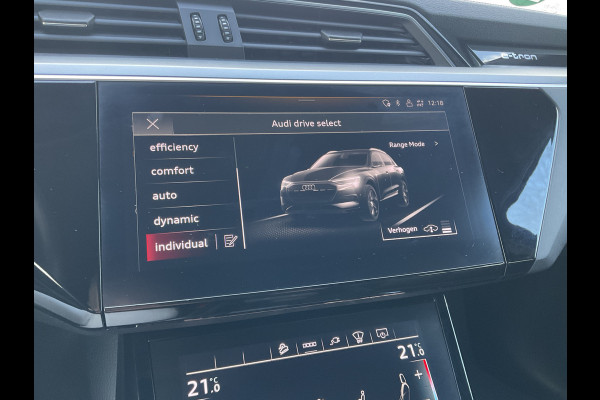 e-tron
12:18
Audi drive select
efficiency
Range Mode >
comfort
auto
dynamic
Verhogen
individual
21.0°C
21.0°C
+